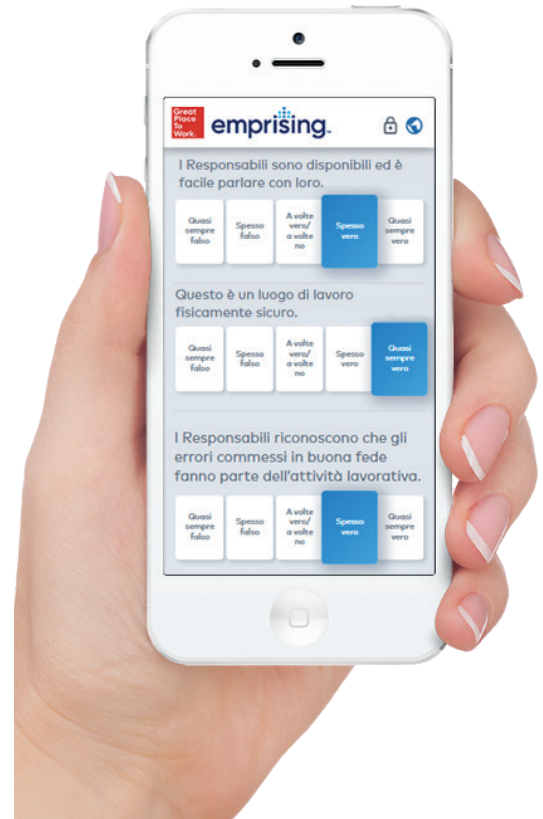 Great
Place
To
Work.
emprising™
I Responsabili sono disponibili ed è
facile parlare con loro.
Quasi
sempre
falso
Spesso
falso
A volte
vero/
a volte
no
Spesso
vero
Quasi
sempre
vero
Questo è un luogo di lavoro
fisicamente sicuro.
Quasi
sempre
falso
Spesso
falso
A volte
vero/
a volte
no
Spesso
vero
Quasi
sempre
vero
I Responsabili riconoscono che gli
errori commessi in buona fede
fanno parte dell'attività lavorativa.
Quasi
sempre
falso
Spesso
falso
A volte
vero/
a volte
no
Spesso
vero
Quasi
sempre
vero